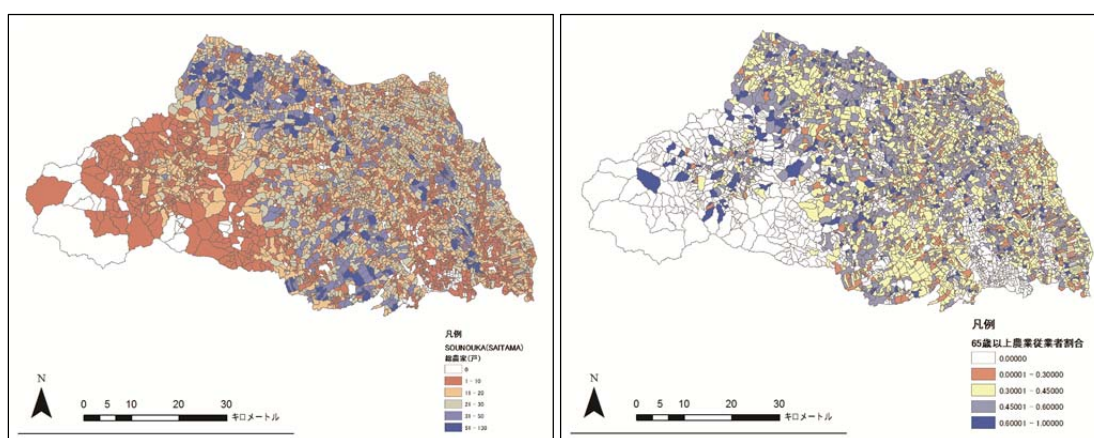 凡例
SOUNOUKA(SAITAMA)
総農家(戸)
0
1 - 10
11 - 20
21 - 30
31 - 50
51 - 120
N
0 5 10 20 30
キロメートル
凡例
65歳以上農業従業者割合
0.00000
0.00001 - 0.30000
0.30001 - 0.45000
0.45001 - 0.60000
0.60001 - 1.00000
N
0 5 10 20 30
キロメートル